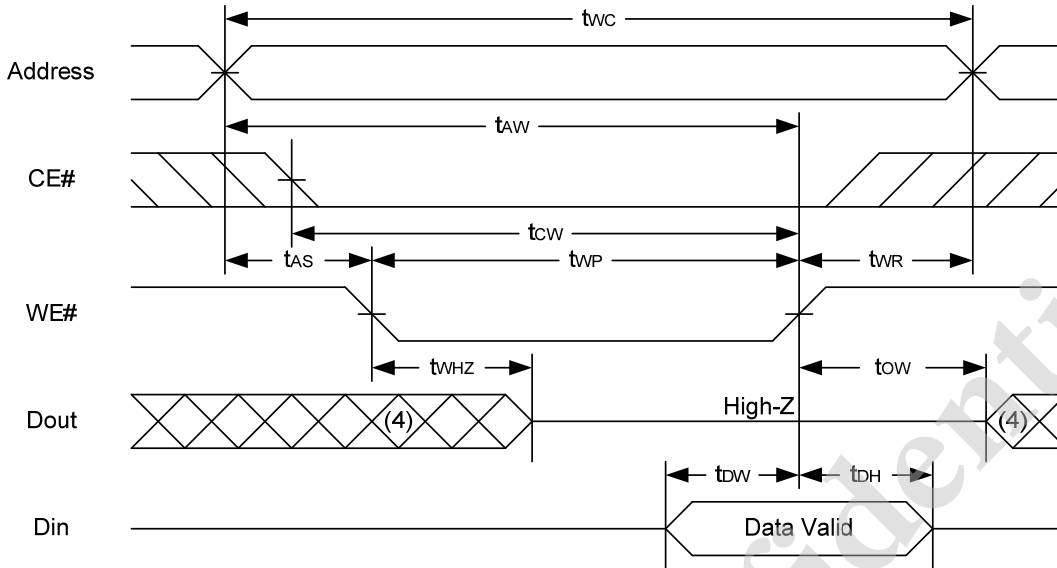 tWC
Address
tAW
CE#
tCW
tAS tWP tWR
WE#
tWHZ tOW
High-Z
Dout (4) (4)
tDW tDH
Din Data Valid